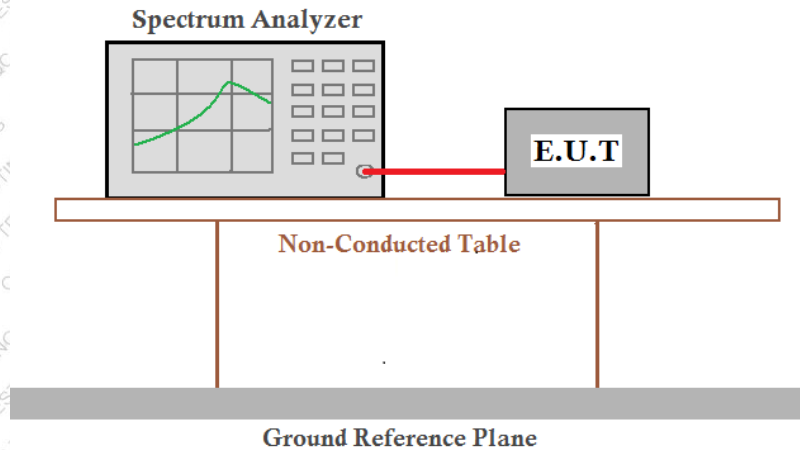 Spectrum Analyzer
E.U.T
Non-Conducted Table
Ground Reference Plane